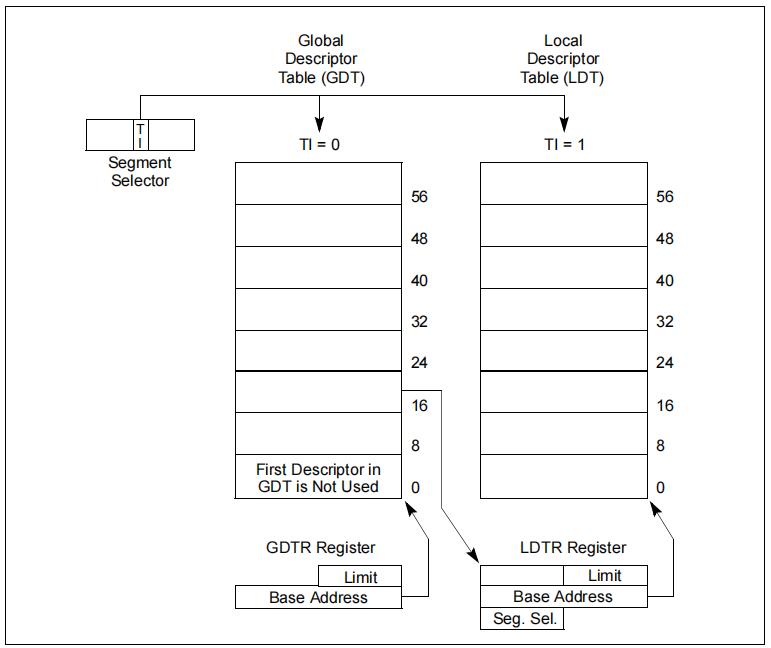 Global
Descriptor
Table (GDT)
Local
Descriptor
Table (LDT)
T
I
Segment
Selector
TI = 0
TI = 1
56
48
40
32
24
16
8
First Descriptor in
GDT is Not Used
0
56
48
40
32
24
16
8
0
GDTR Register
Limit
Base Address
LDTR Register
Limit
Base Address
Seg. Sel.